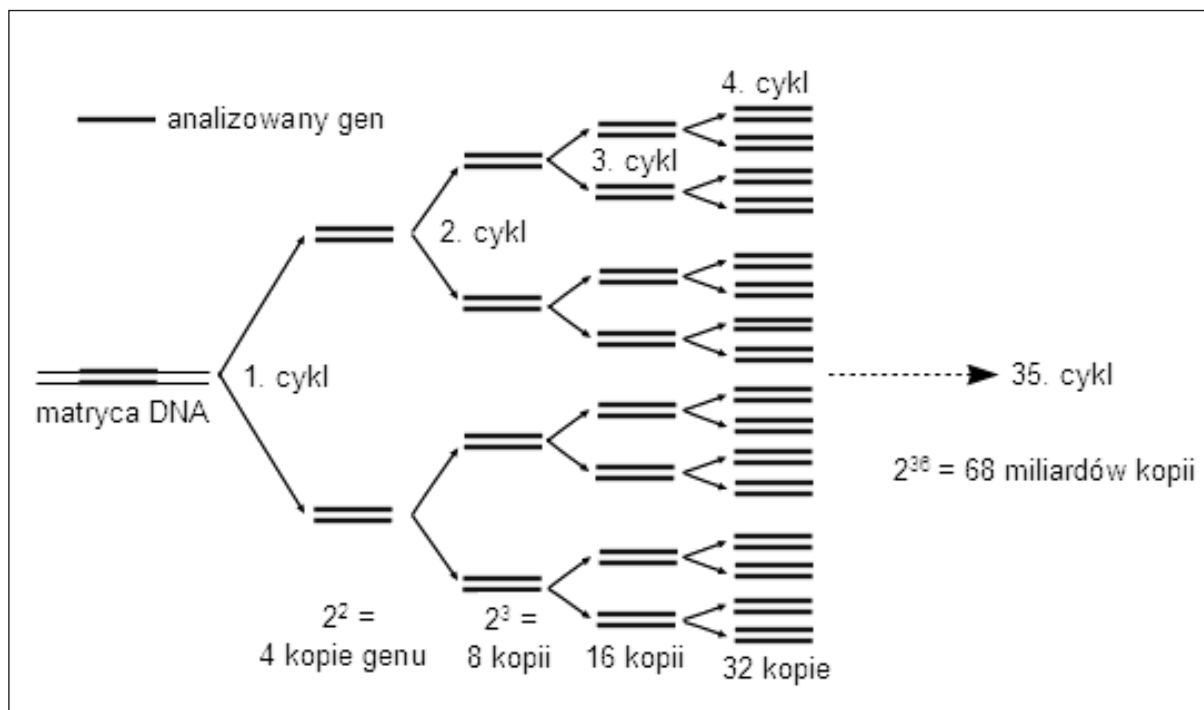 4. cykl
analizowany gen
3. cykl
2. cykl
1. cykl
35. cykl
matryca DNA
2³⁶ = 68 miliardów kopii
2² =
4 kopie genu
2³ =
8 kopii
16 kopii
32 kopie